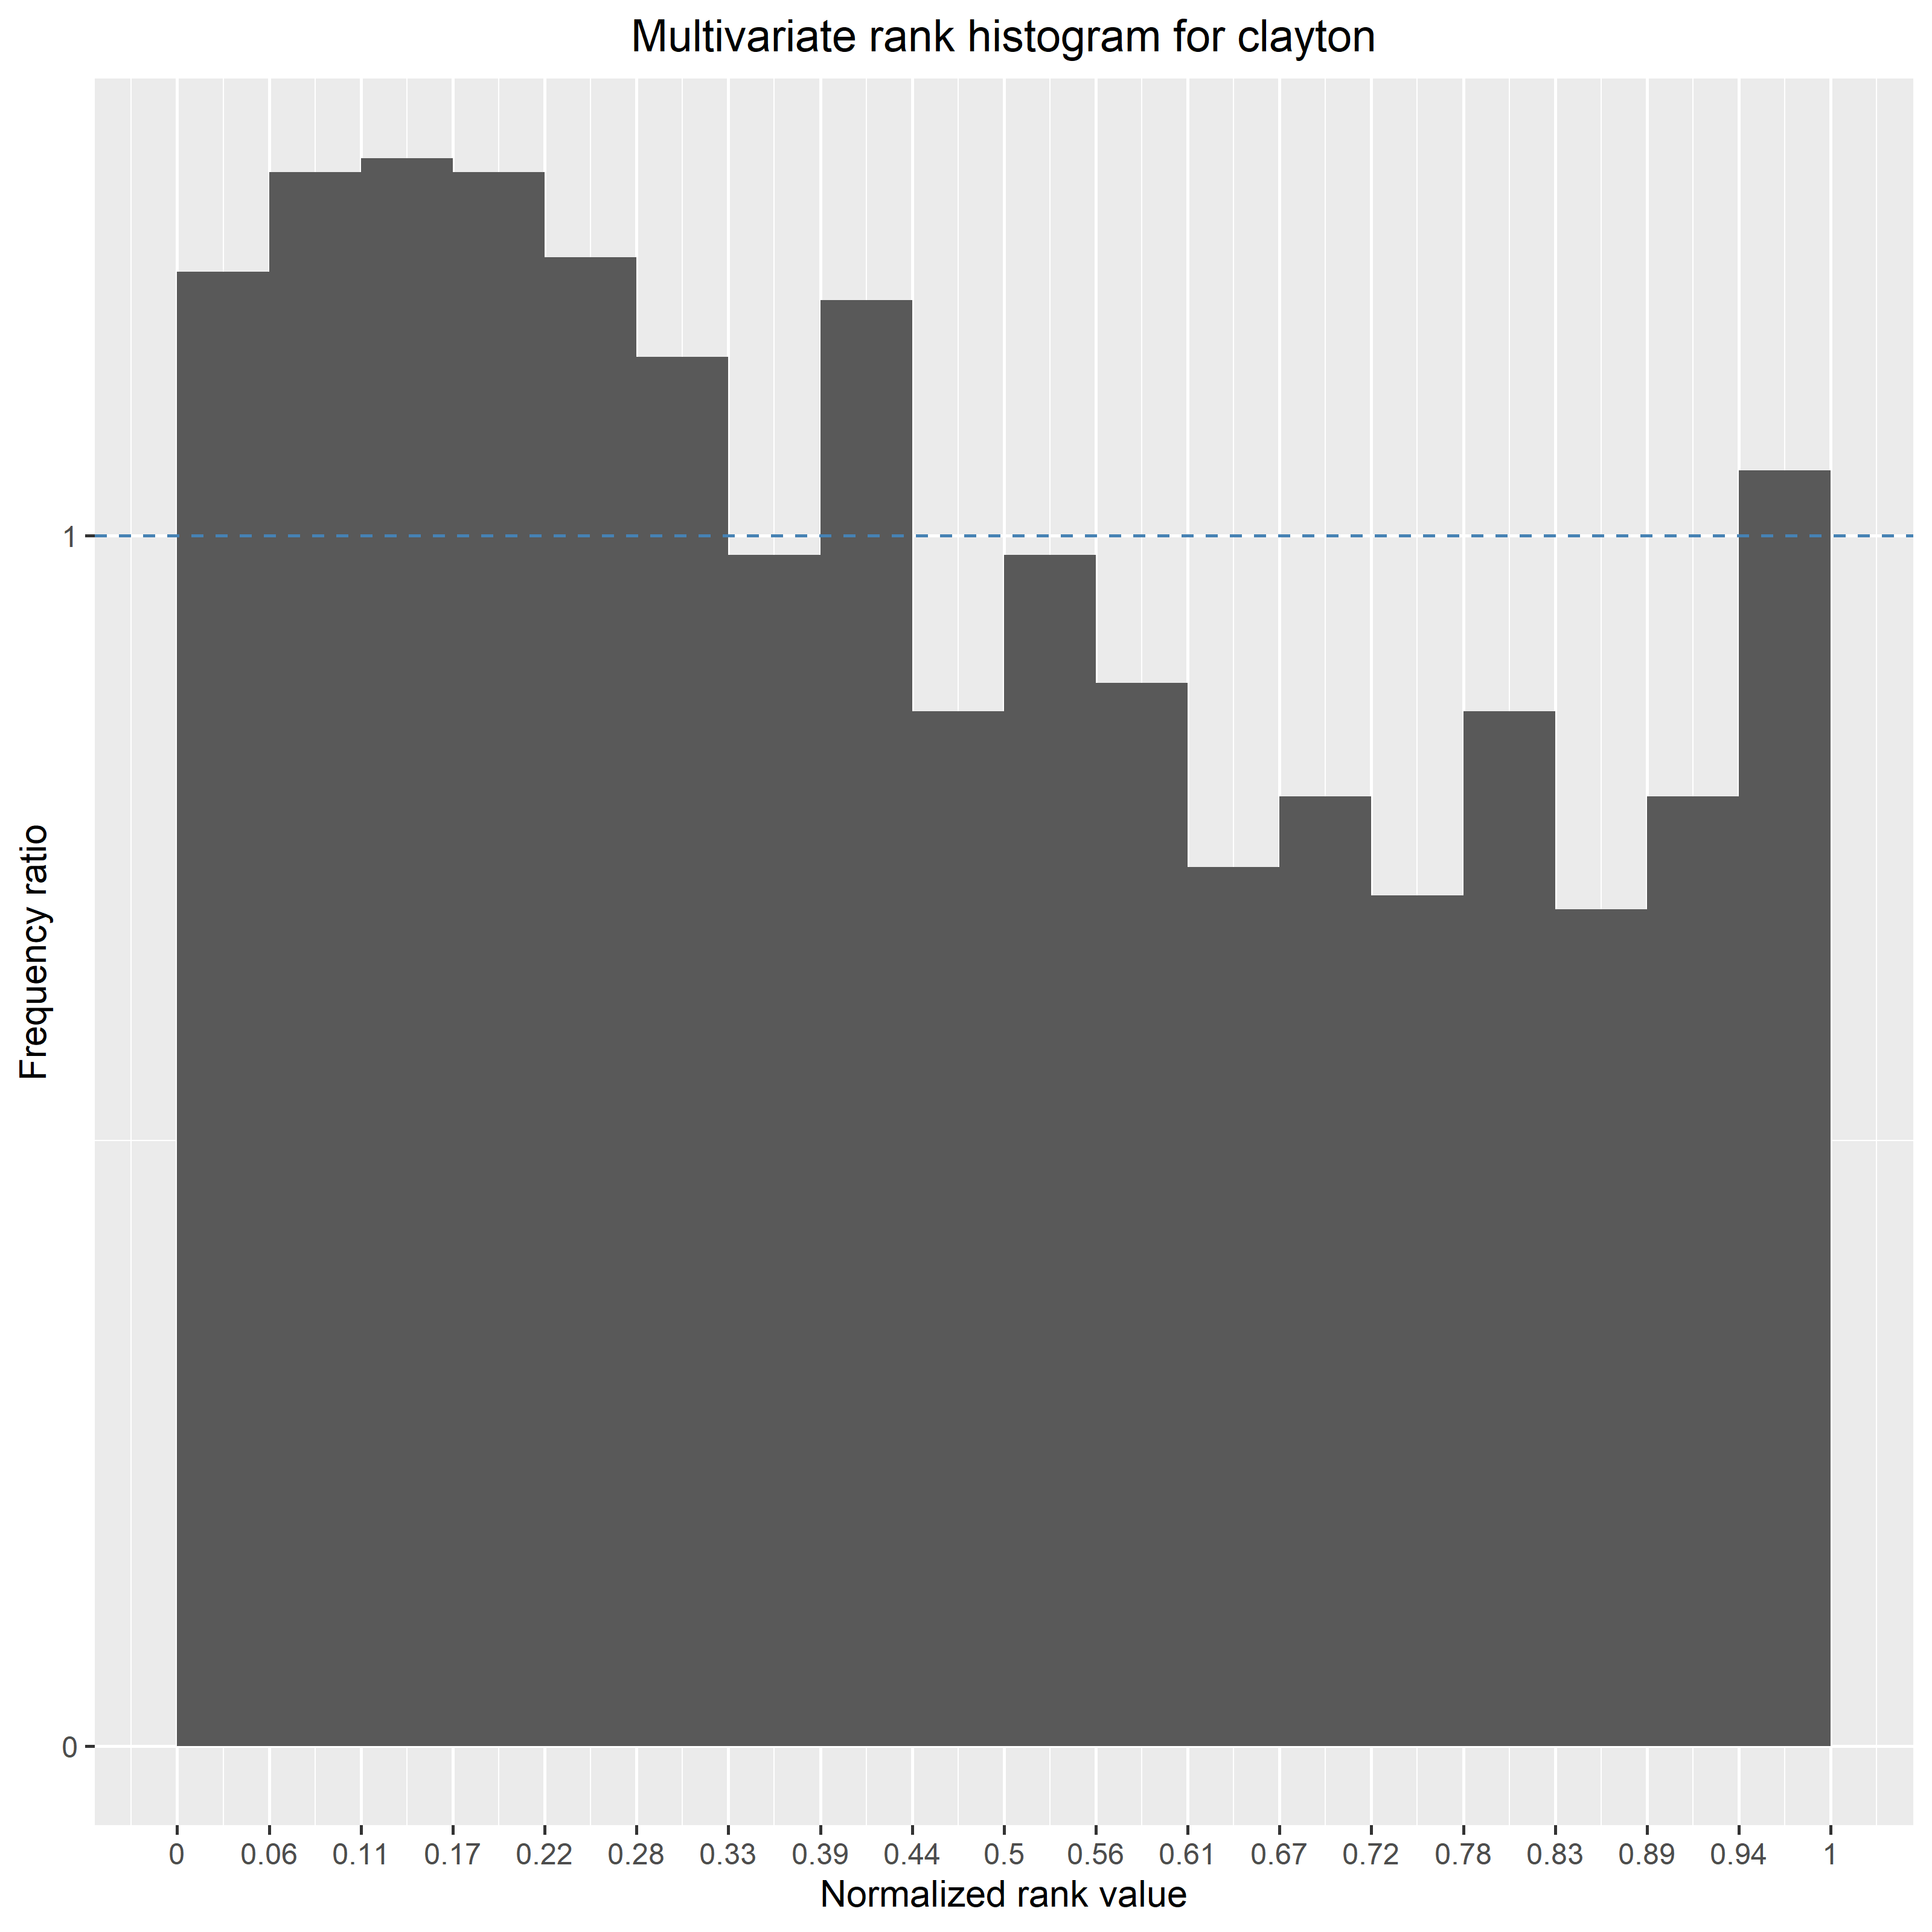 Multivariate rank histogram for clayton
Frequency ratio
1
0
0 0.06 0.11 0.17 0.22 0.28 0.33 0.39 0.44 0.5 0.56 0.61 0.67 0.72 0.78 0.83 0.89 0.94 1
Normalized rank value